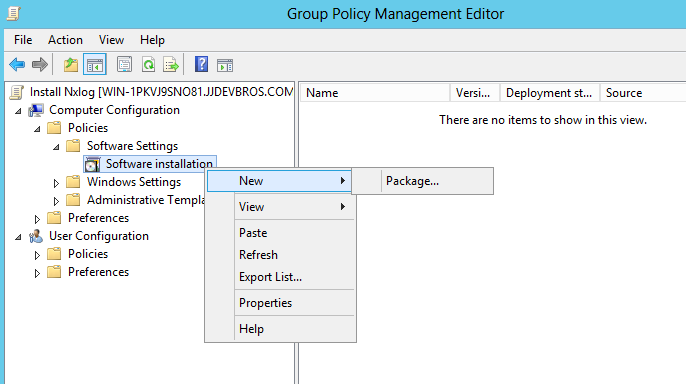 Group Policy Management Editor
File Action View Help
Install Nxlog [WIN-1PKVJ9SNO81.JJDEVBROS.COM
Computer Configuration
Policies
Software Settings
Software installation
Windows Settings
Administrative Templa
Preferences
User Configuration
Policies
Preferences
Name Versi... Deployment st... Source
There are no items to show in this view.
New
Package...
View
Paste
Refresh
Export List...
Properties
Help